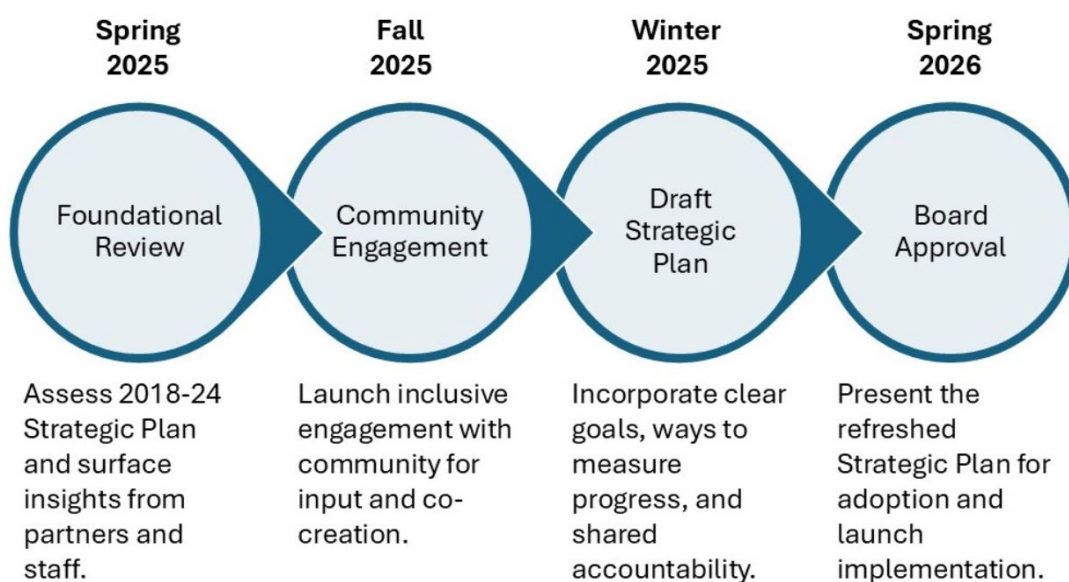 Spring
2025
Fall
2025
Winter
2025
Spring
2026
Foundational
Review
Community
Engagement
Draft
Strategic
Plan
Board
Approval
Assess 2018-24
Strategic Plan
and surface
insights from
partners and
staff.
Launch inclusive
engagement with
community for
input and co-
creation.
Incorporate clear
goals, ways to
measure
progress, and
shared
accountability.
Present the
refreshed
Strategic Plan for
adoption and
launch
implementation.